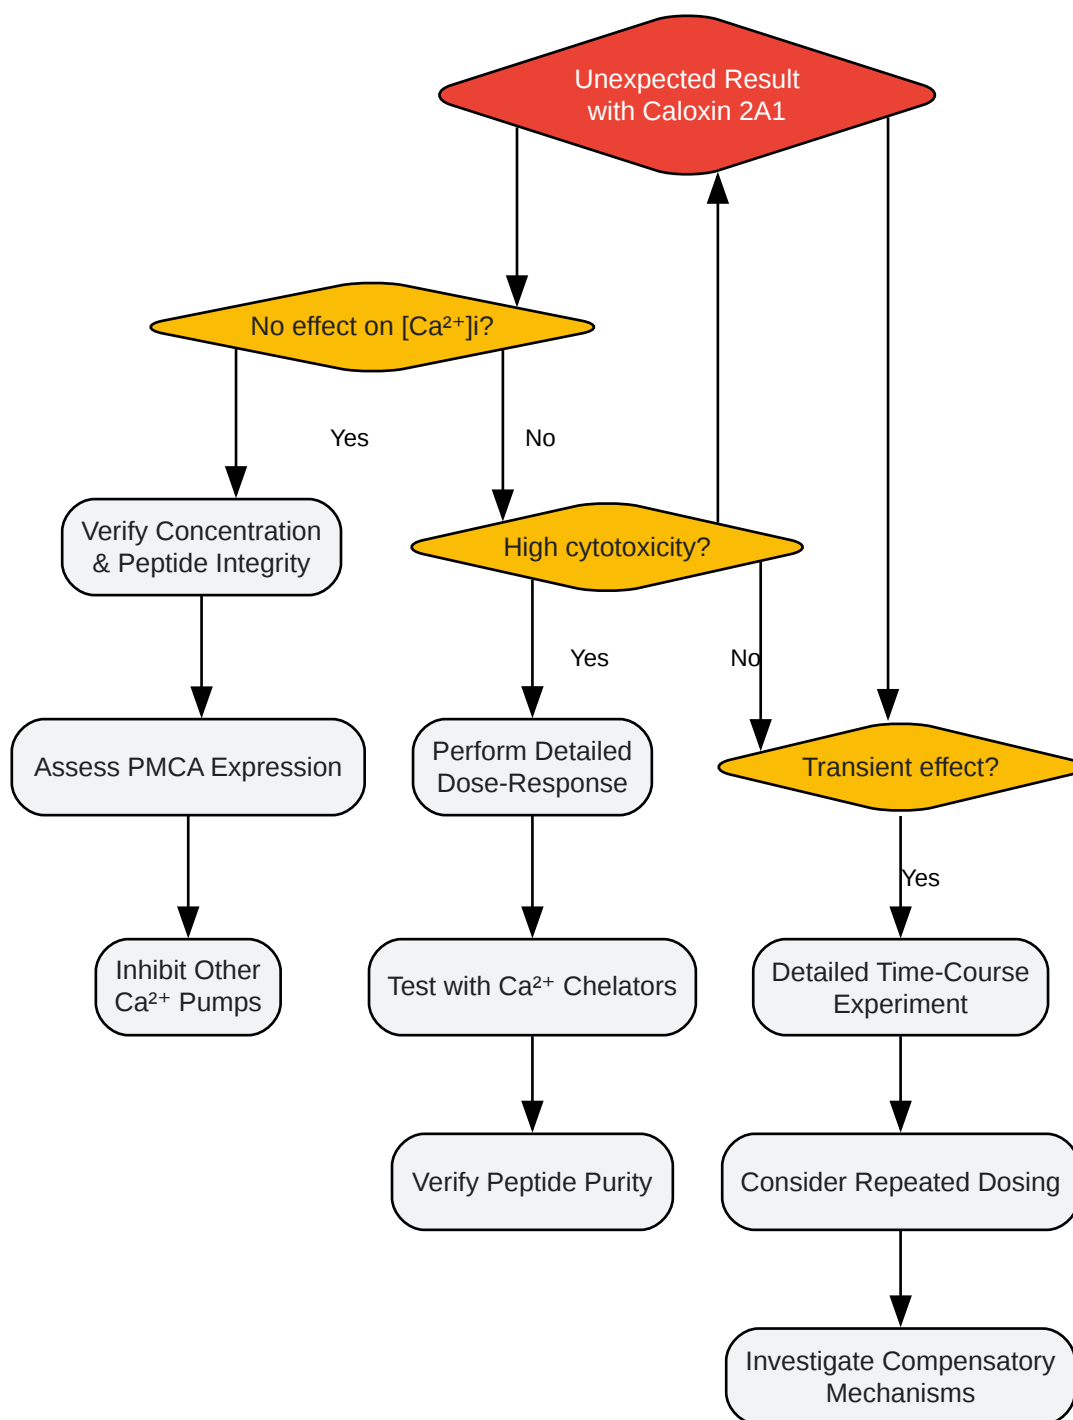 Unexpected Result
with Caloxin 2A1
No effect on [Ca²⁺]i?
Yes
No
Verify Concentration
& Peptide Integrity
High cytotoxicity?
Yes
No
Assess PMCA Expression
Perform Detailed
Dose-Response
Transient effect?
Yes
Inhibit Other
Ca²⁺ Pumps
Test with Ca²⁺ Chelators
Detailed Time-Course
Experiment
Verify Peptide Purity
Consider Repeated Dosing
Investigate Compensatory
Mechanisms